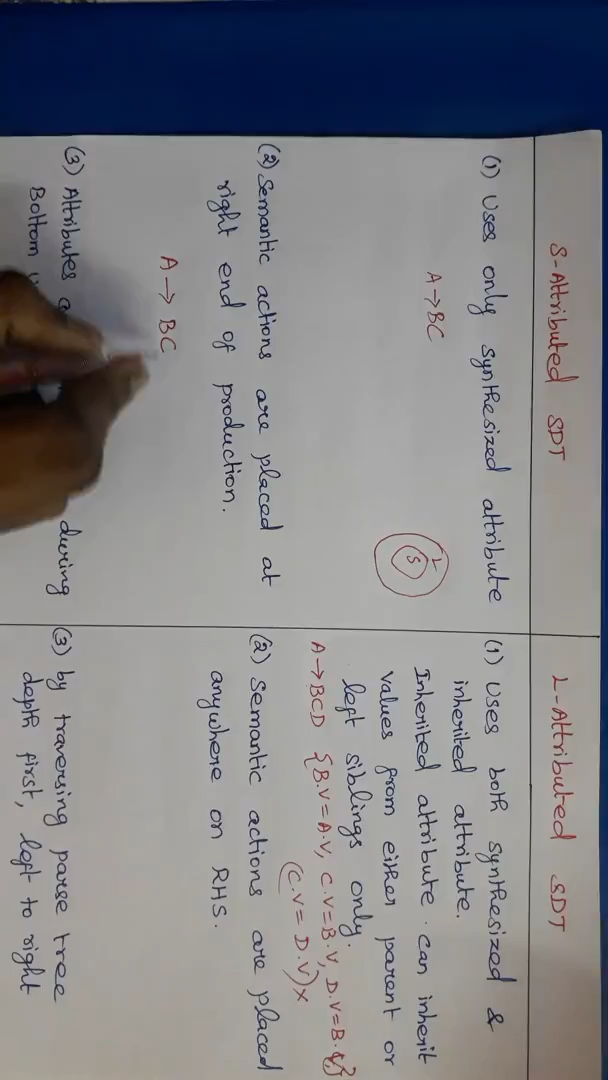 S-Attributed SDT
(1) Uses only synthesized attribute
A → BC
L
S
(2) Semantic actions are placed at
right end of production.
A → BC
(3) Attributes during
Bottom
L-Attributed SDT
(1) Uses both synthesized &
inherited attribute.
Inherited attribute can inherit
values from either parent or
left siblings only.
A → BCD {B.V = A.V, C.V = B.V, D.V = B.V}
(C.V = D.V) X
(2) Semantic actions are placed
anywhere on RHS.
(3) by traversing parse tree
depth first, left to right